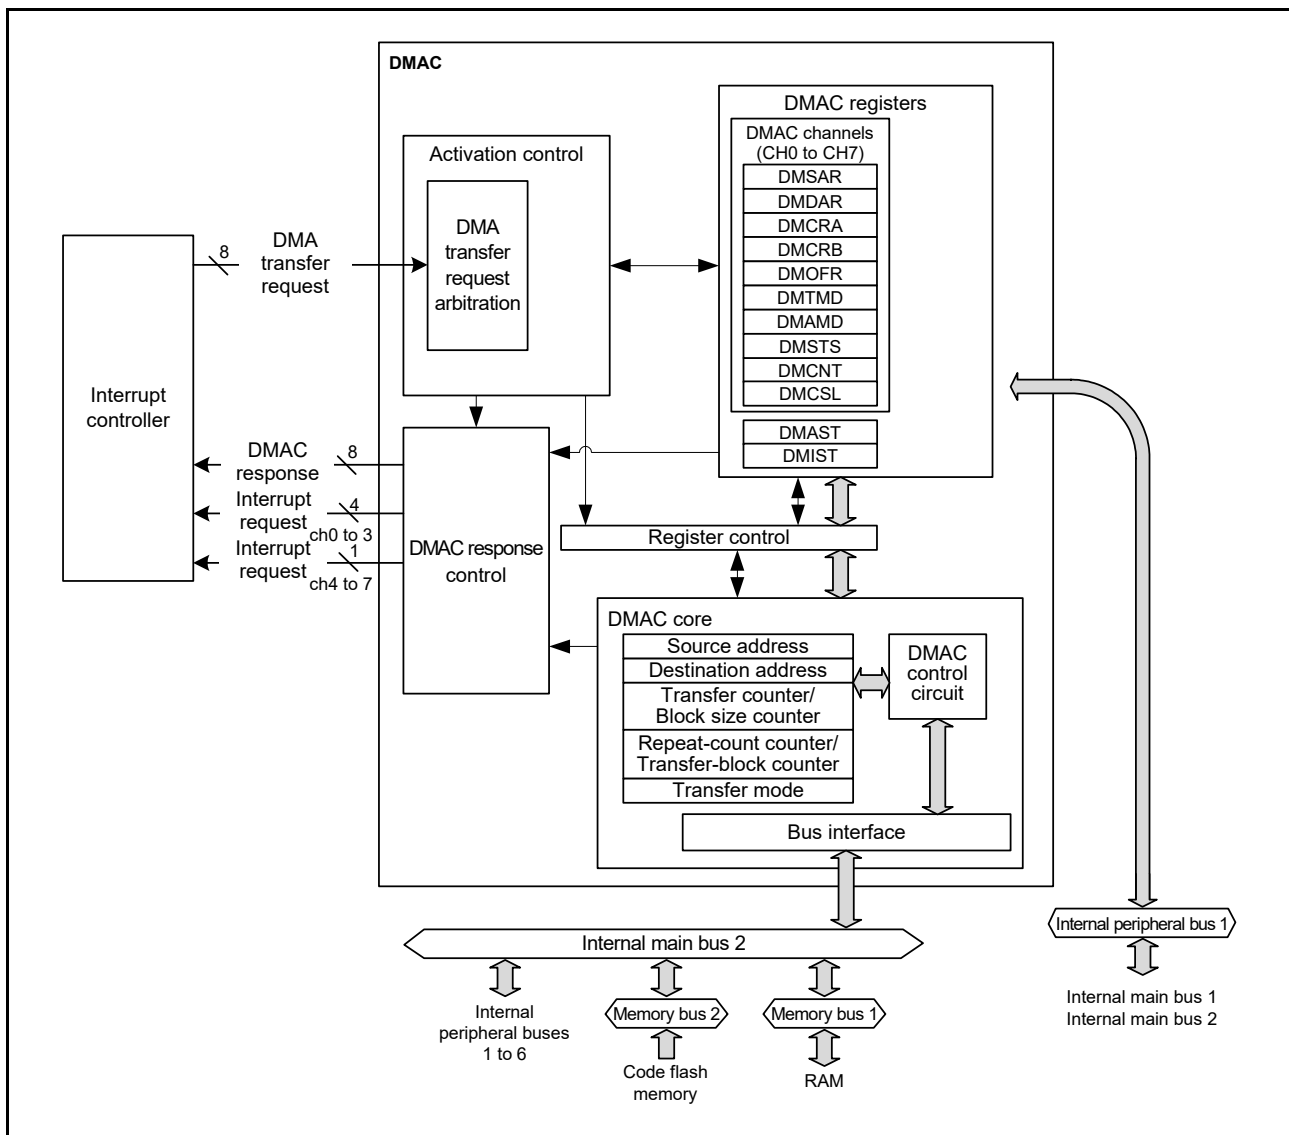 DMAC
DMAC registers
DMAC channels
(CH0 to CH7)
DMSAR
DMDAR
DMCRA
DMCRB
DMOFR
DMTMD
DMAMD
DMSTS
DMCNT
DMCSL
DMAST
DMIST
Activation control
DMA
transfer
request
arbitration
8
DMA
transfer
request
Interrupt
controller
DMAC
response
8
Interrupt
request
4
ch0 to 3
Interrupt
request
1
ch4 to 7
DMAC response
control
Register control
DMAC core
Source address
Destination address
Transfer counter/
Block size counter
Repeat-count counter/
Transfer-block counter
Transfer mode
DMAC
control
circuit
Bus interface
Internal main bus 2
Internal peripheral bus 1
Internal
peripheral buses
1 to 6
Memory bus 2
Code flash
memory
Memory bus 1
RAM
Internal main bus 1
Internal main bus 2